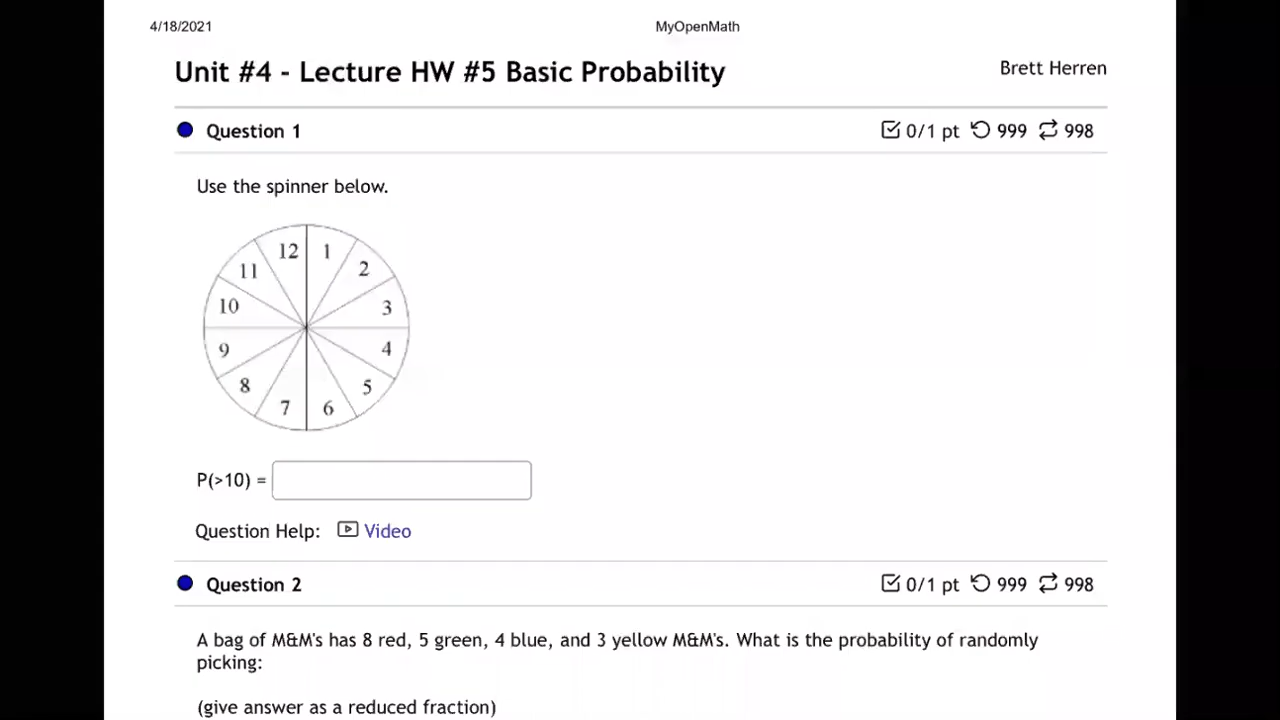 4/18/2021 MyOpenMath
Unit #4 - Lecture HW #5 Basic Probability Brett Herren
Question 1 0/1 pt 999 998
Use the spinner below.
12 1
11 2
10 3
9 4
8 5
7 6
P(>10) =
Question Help: Video
Question 2 0/1 pt 999 998
A bag of M&M's has 8 red, 5 green, 4 blue, and 3 yellow M&M's. What is the probability of randomly
picking:
(give answer as a reduced fraction)